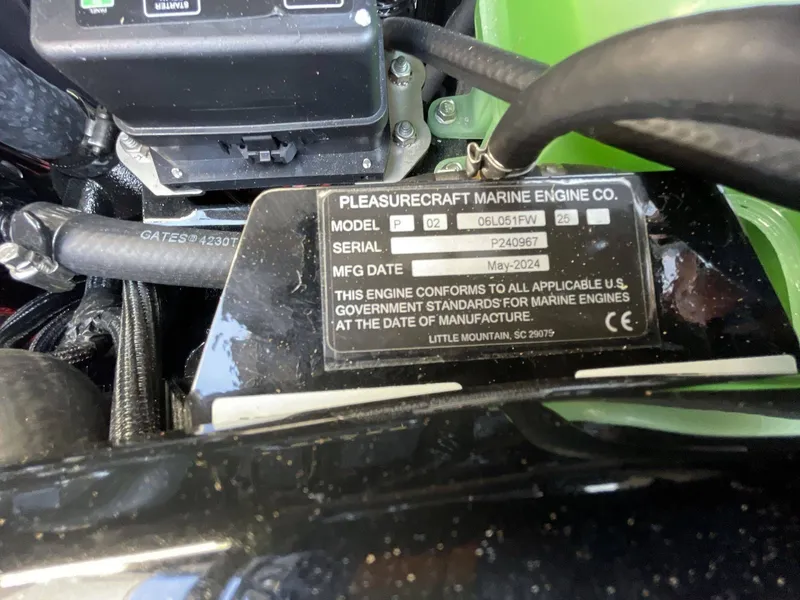 PANEL
STARTER
GATES® 4230T
PLEASURECRAFT MARINE ENGINE CO.
MODEL P 02 06L051FW 25
SERIAL P240967
MFG DATE May-2024
THIS ENGINE CONFORMS TO ALL APPLICABLE U.S.
GOVERNMENT STANDARDS FOR MARINE ENGINES
AT THE DATE OF MANUFACTURE.
CE
LITTLE MOUNTAIN, SC 29075